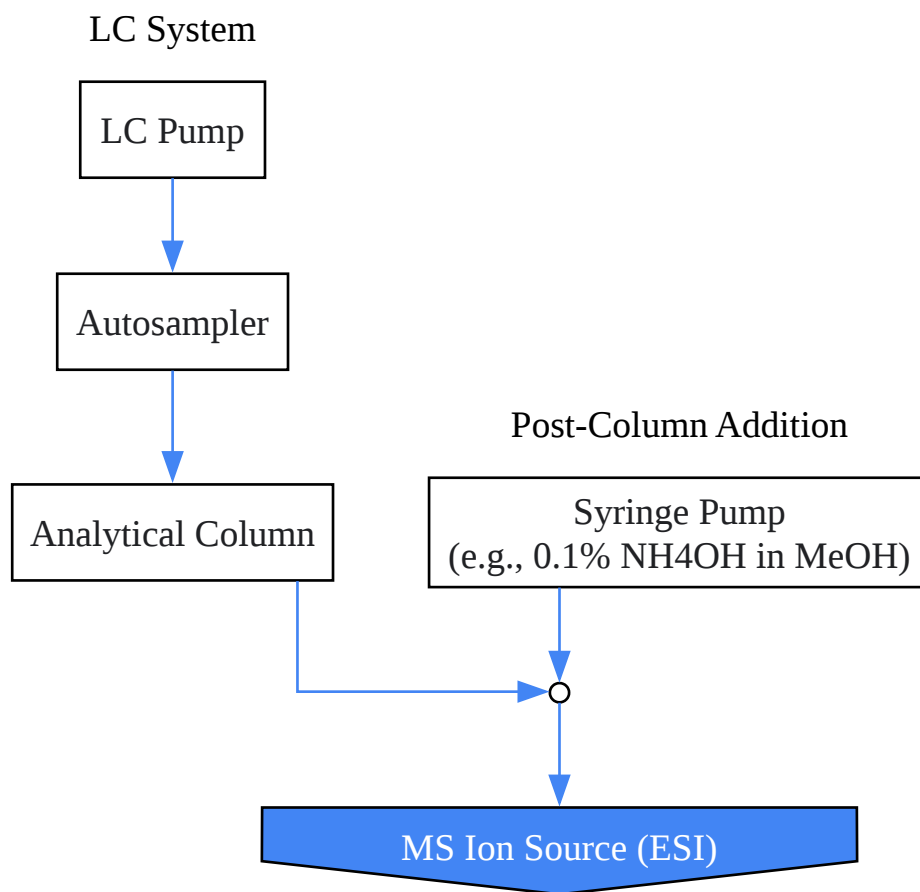 LC System
LC Pump
Autosampler
Analytical Column
Post-Column Addition
Syringe Pump
(e.g., 0.1% NH4OH in MeOH)
MS Ion Source (ESI)